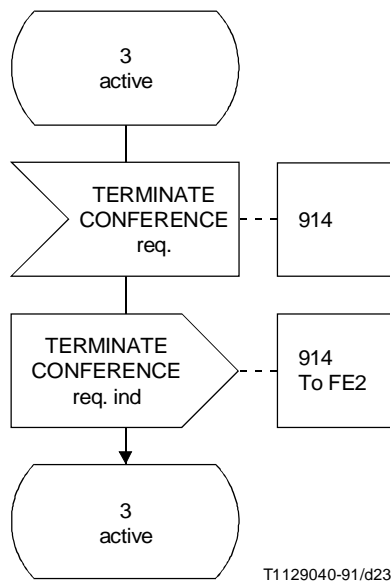 3
active
TERMINATE
CONFERENCE
req.
914
TERMINATE
CONFERENCE
req. ind
914
To FE2
3
active
T1129040-91/d23